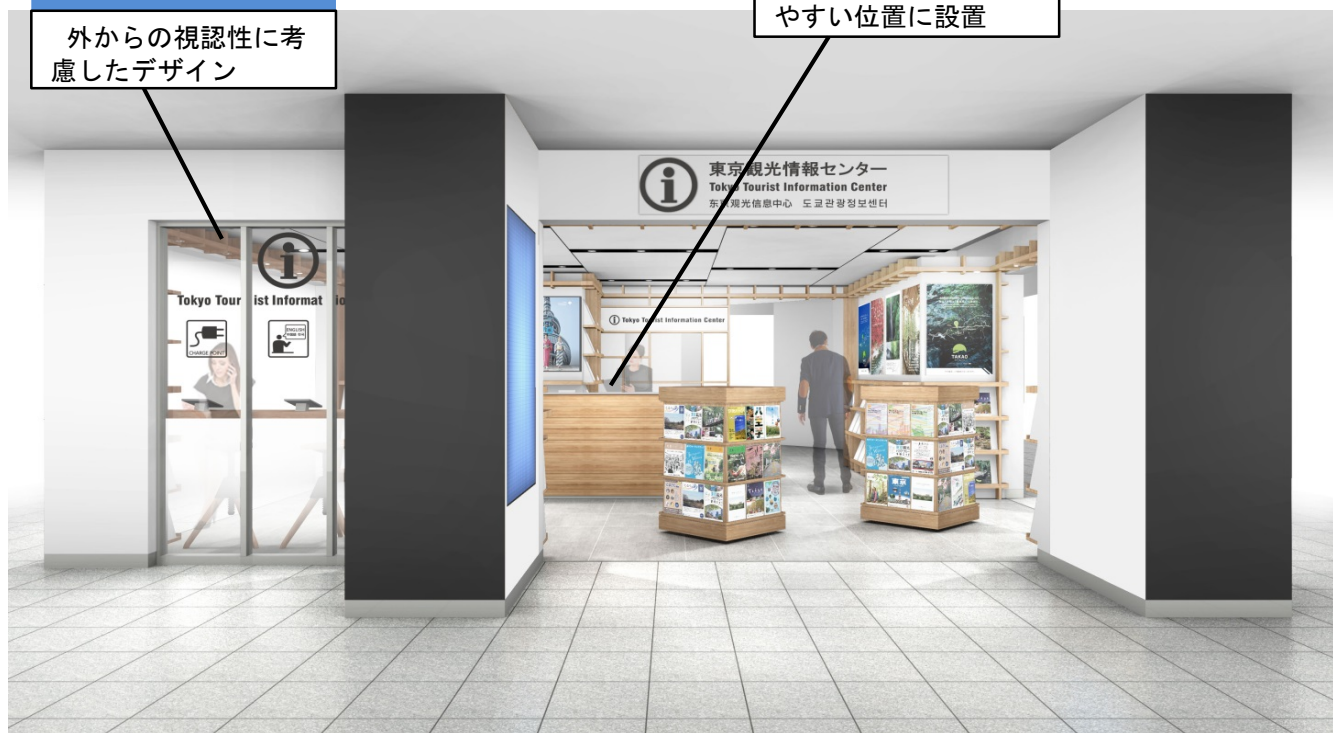 外からの視認性に考
慮したデザイン
やすい位置に設置
東京観光情報センター
Tokyo Tourist Information Center
东京观光信息中心 도쿄관광정보센터
Tokyo Tour ist Informat io
CHARGE POINT
ENGLISH
Tokyo Tourist Information Center
TAKAO